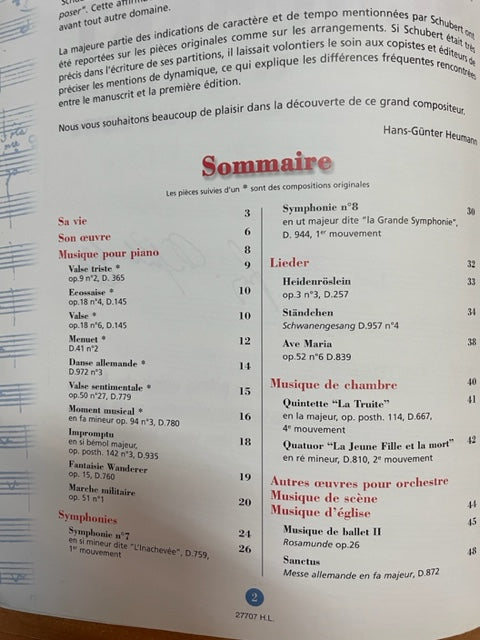 poser". Cette
avant tout autre domaine.
La majeure partie des indications de caractère et de tempo mentionnées par Schubert ont
été reportées sur les pièces originales comme sur les arrangements. Si Schubert était très
précis dans l'écriture de ses partitions, il laissait volontiers le soin aux copistes et éditeurs de
préciser les mentions de dynamique, ce qui explique les différences fréquentes rencontrées
entre le manuscrit et la première édition.
Nous vous souhaitons beaucoup de plaisir dans la découverte de ce grand compositeur,
Hans-Günter Heumann
Sommaire
Les pièces suivies d'un * sont des compositions originales
Sa vie 3
Son œuvre 6
Musique pour piano 8
Valse triste * 9
op.9 n°2, D. 365
Ecossaise * 10
op.18 n°4, D.145
Valse * 10
op.18 n°6, D.145
Menuet * 12
D.41 n°2
Danse allemande * 14
D.972 n°3
Valse sentimentale * 15
op.50 n°27, D.779
Moment musical * 16
en fa mineur op. 94 n°3, D.780
Impromptu 18
en si bémol majeur,
op. posth. 142 n°3, D.935
Fantaisie Wanderer 19
op. 15, D.760
Marche militaire 20
op. 51 n°1
Symphonies 24
Symphonie n°7 26
en si mineur dite "L'Inachevée", D.759,
1er mouvement
Symphonie n°8 30
en ut majeur dite "la Grande Symphonie",
D. 944, 1er mouvement
Lieder 32
Heidenröslein 33
op.3 n°3, D.257
Ständchen 34
Schwanengesang D.957 n°4
Ave Maria 38
op.52 n°6 D.839
Musique de chambre 40
Quintette "La Truite" 41
en la majeur, op. posth. 114, D.667,
4e mouvement
Quatuor "La Jeune Fille et la mort" 42
en ré mineur, D.810, 2e mouvement
Autres œuvres pour orchestre
Musique de scène
Musique d'église 44
Musique de ballet II 45
Rosamunde op.26
Sanctus 48
Messe allemande en fa majeur, D.872
2
27707 H.L.